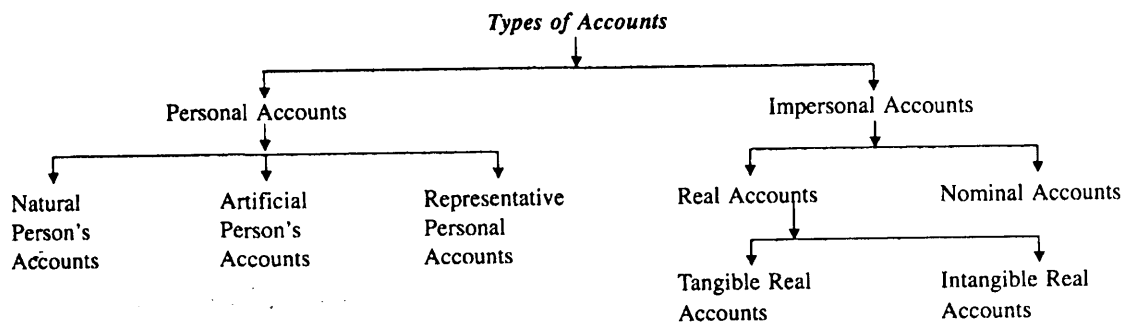 Types of Accounts
Personal Accounts
Impersonal Accounts
Natural
Person's
Accounts
Artificial
Person's
Accounts
Representative
Personal
Accounts
Real Accounts
Nominal Accounts
Tangible Real
Accounts
Intangible Real
Accounts